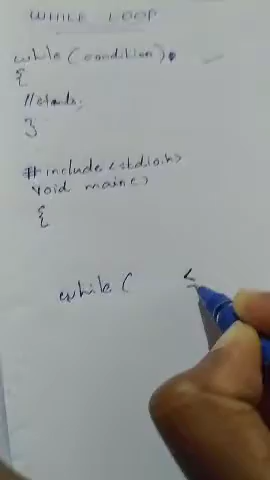 WHILE LOOP
while(condition)
{
//stmts;
}
#include<stdio.h>
void main()
{
while( <